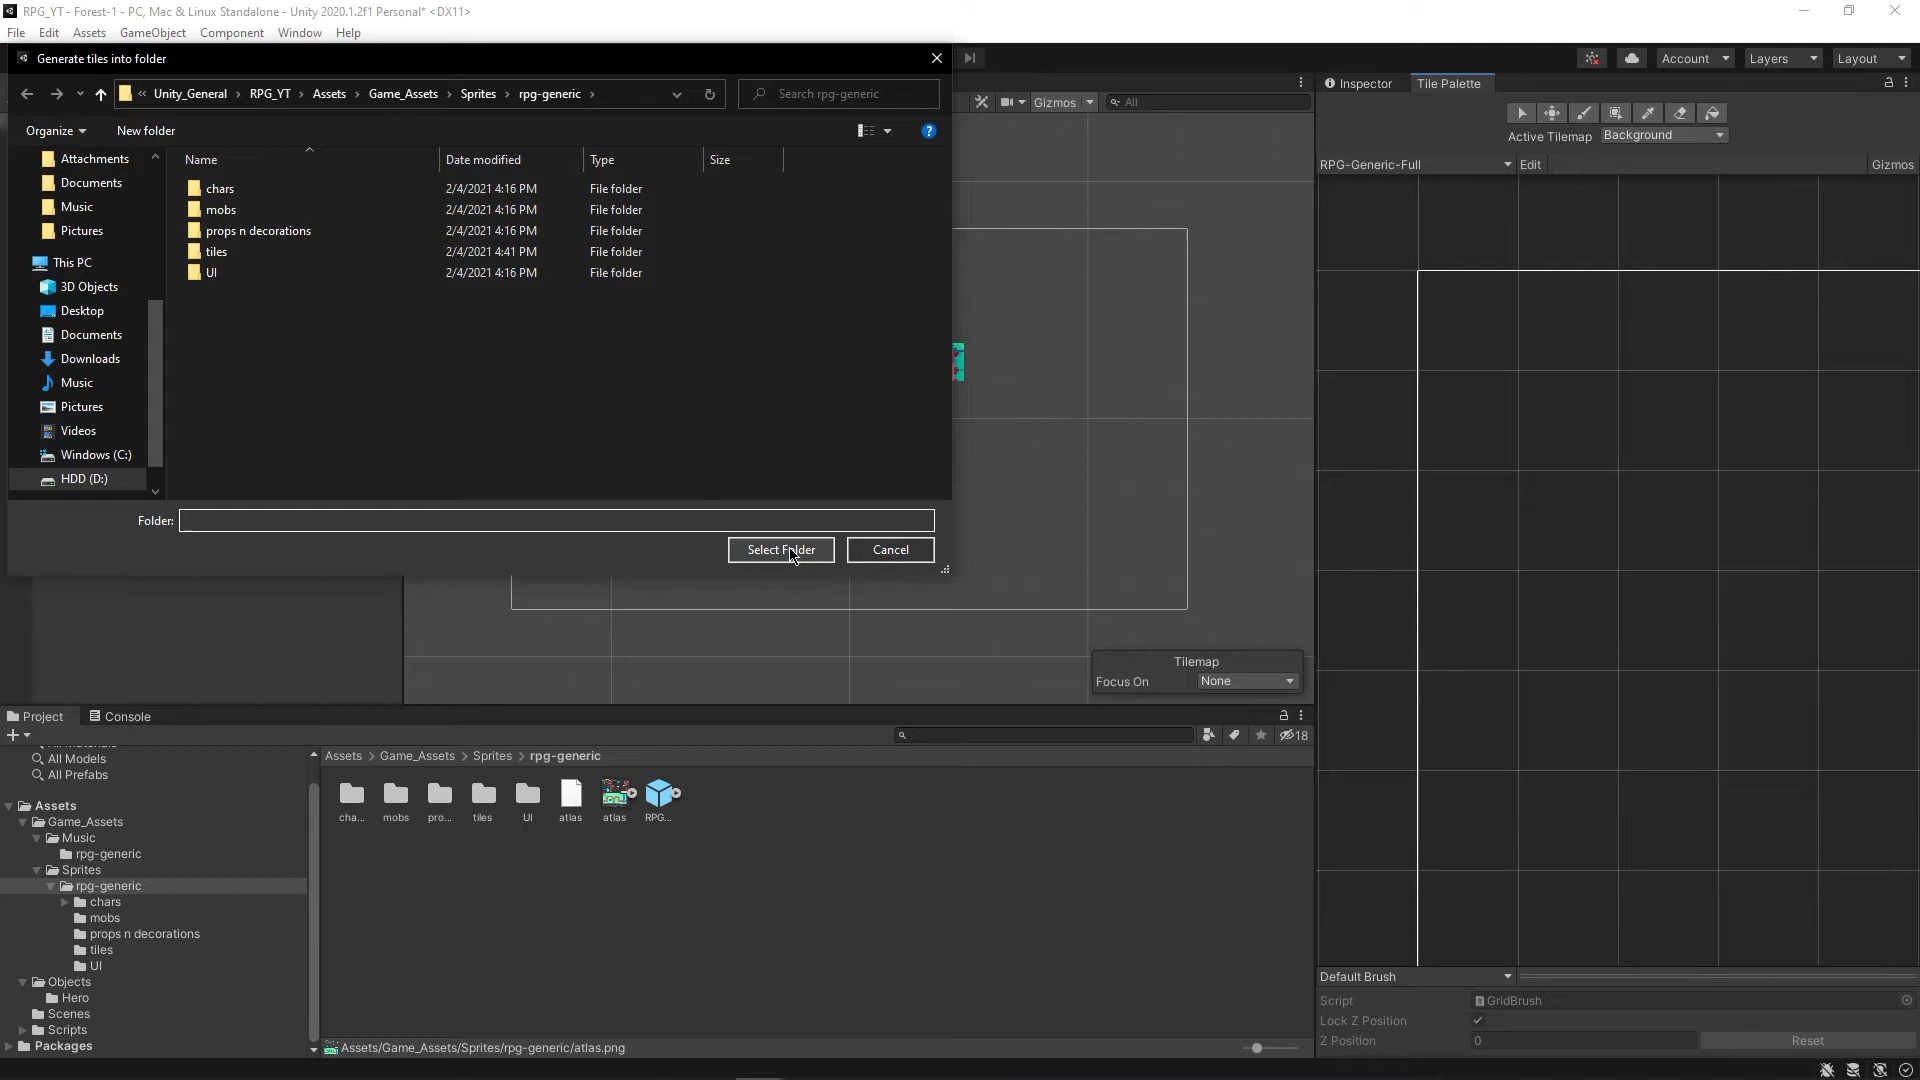 RPG_YT - Forest-1 - PC, Mac & Linux Standalone - Unity 2020.1.2f1 Personal* <DX11>
File Edit Assets GameObject Component Window Help
Generate tiles into folder
Account Layers Layout
« Unity_General › RPG_YT › Assets › Game_Assets › Sprites › rpg-generic ›
Search rpg-generic
Organize New folder
Gizmos All
Inspector Tile Palette
Active Tilemap Background
RPG-Generic-Full Edit Gizmos
Attachments
Documents
Music
Pictures
This PC
3D Objects
Desktop
Documents
Downloads
Music
Pictures
Videos
Windows (C:)
HDD (D:)
Name Date modified Type Size
chars 2/4/2021 4:16 PM File folder
mobs 2/4/2021 4:16 PM File folder
props n decorations 2/4/2021 4:16 PM File folder
tiles 2/4/2021 4:41 PM File folder
UI 2/4/2021 4:16 PM File folder
Folder:
Select Folder Cancel
Tilemap
Focus On None
Project Console
18
All Models
All Prefabs
Assets
Game_Assets
Music
rpg-generic
Sprites
rpg-generic
chars
mobs
props n decorations
tiles
UI
Objects
Hero
Scenes
Scripts
Packages
Assets > Game_Assets > Sprites > rpg-generic
cha... mobs pro... tiles UI atlas atlas RPG...
Assets/Game_Assets/Sprites/rpg-generic/atlas.png
Default Brush
Script GridBrush
Lock Z Position
Z Position 0 Reset